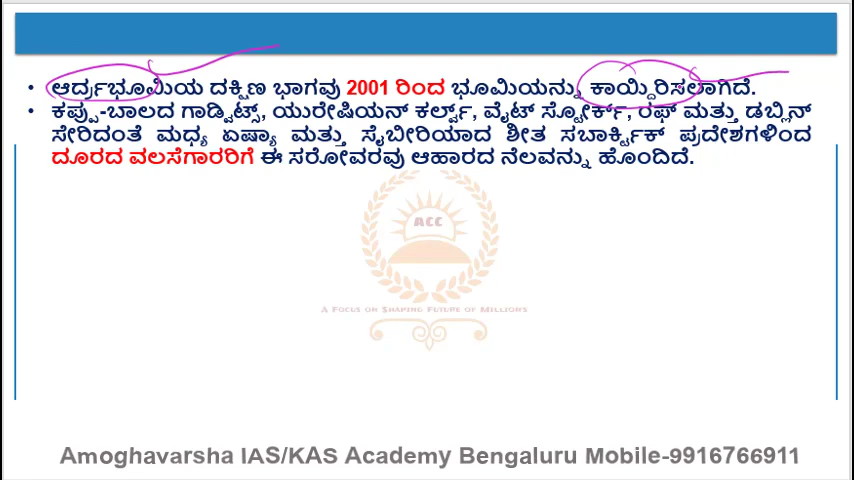 • ಆರ್ದ್ರಭೂಮಿಯ ದಕ್ಷಿಣ ಭಾಗವು 2001 ರಿಂದ ಭೂಮಿಯನ್ನು ಕಾಯ್ದಿರಿಸಲಾಗಿದೆ.
• ಕಪ್ಪು-ಬಾಲದ ಗಾಡ್ವಿಟ್ಸ್, ಯುರೇಷಿಯನ್ ಕರ್ಲ್ವ್, ವೈಟ್ ಸ್ಟೋರ್ಕ್, ರಫ್ ಮತ್ತು ಡಬ್ಲಿನ್
ಸೇರಿದಂತೆ ಮಧ್ಯ ಏಷ್ಯಾ ಮತ್ತು ಸೈಬೀರಿಯಾದ ಶೀತ ಸಬಾರ್ಕ್ಟಿಕ್ ಪ್ರದೇಶಗಳಿಂದ
ದೂರದ ವಲಸೆಗಾರರಿಗೆ ಈ ಸರೋವರವು ಆಹಾರದ ನೆಲವನ್ನು ಹೊಂದಿದೆ.
ACC
A Focus on Shaping Future of Millions
Amoghavarsha IAS/KAS Academy Bengaluru Mobile-9916766911